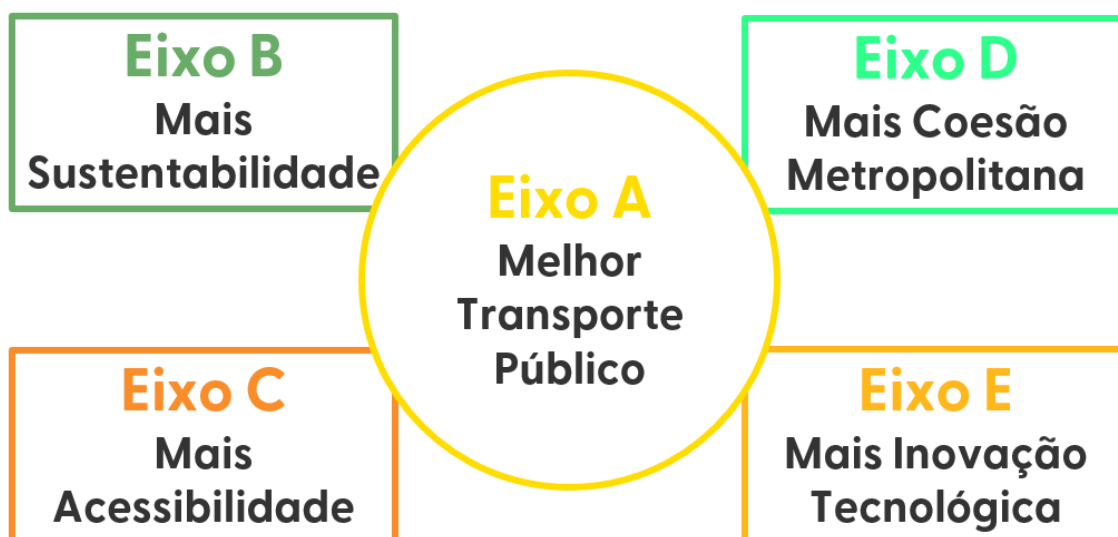 Eixo B
Mais
Sustentabilidade
Eixo D
Mais Coesão
Metropolitana
Eixo A
Melhor
Transporte
Público
Eixo C
Mais
Acessibilidade
Eixo E
Mais Inovação
Tecnológica